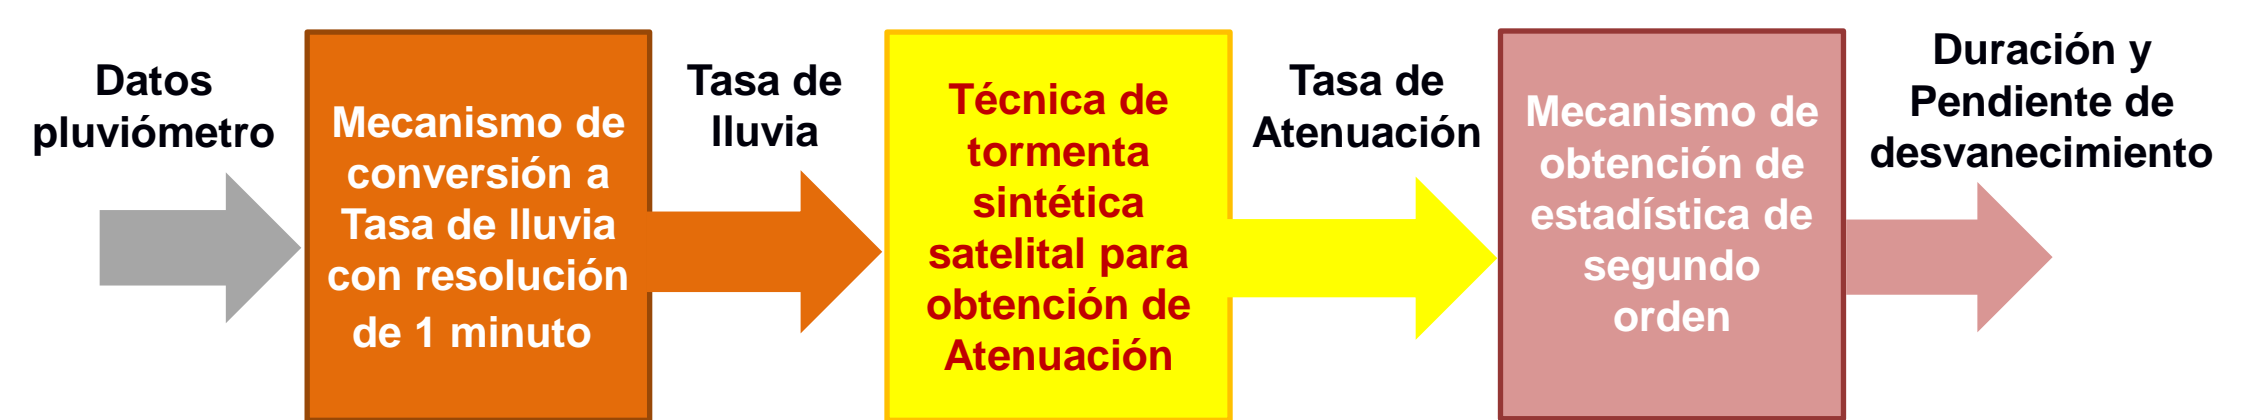 Datos
pluviómetro
Mecanismo de
conversión a
Tasa de lluvia
con resolución
de 1 minuto
Tasa de
lluvia
Técnica de
tormenta
sintética
satelital para
obtención de
Atenuación
Tasa de
Atenuación
Mecanismo de
obtención de
estadística de
segundo
orden
Duración y
Pendiente de
desvanecimiento